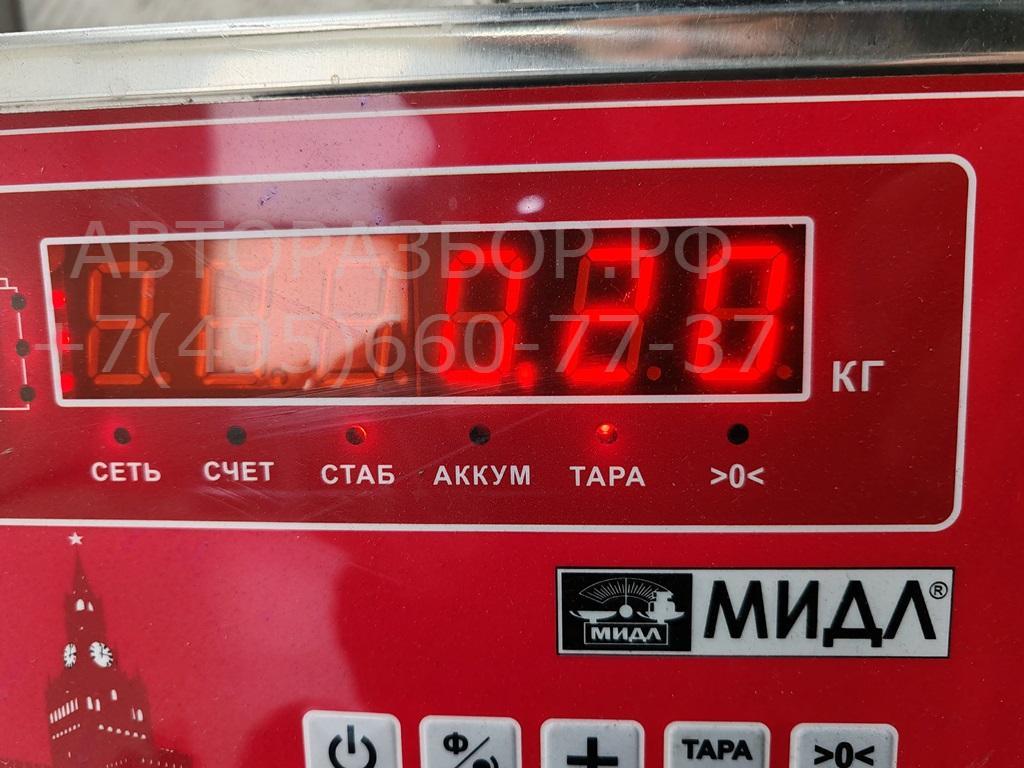 АВТОРАЗБОР.РФ
+7(495)660-77-37
0.20
КГ
СЕТЬ СЧЕТ СТАБ АККУМ ТАРА >0<
МИДЛ МИДЛ®
Ф/
+ ТАРА >0<